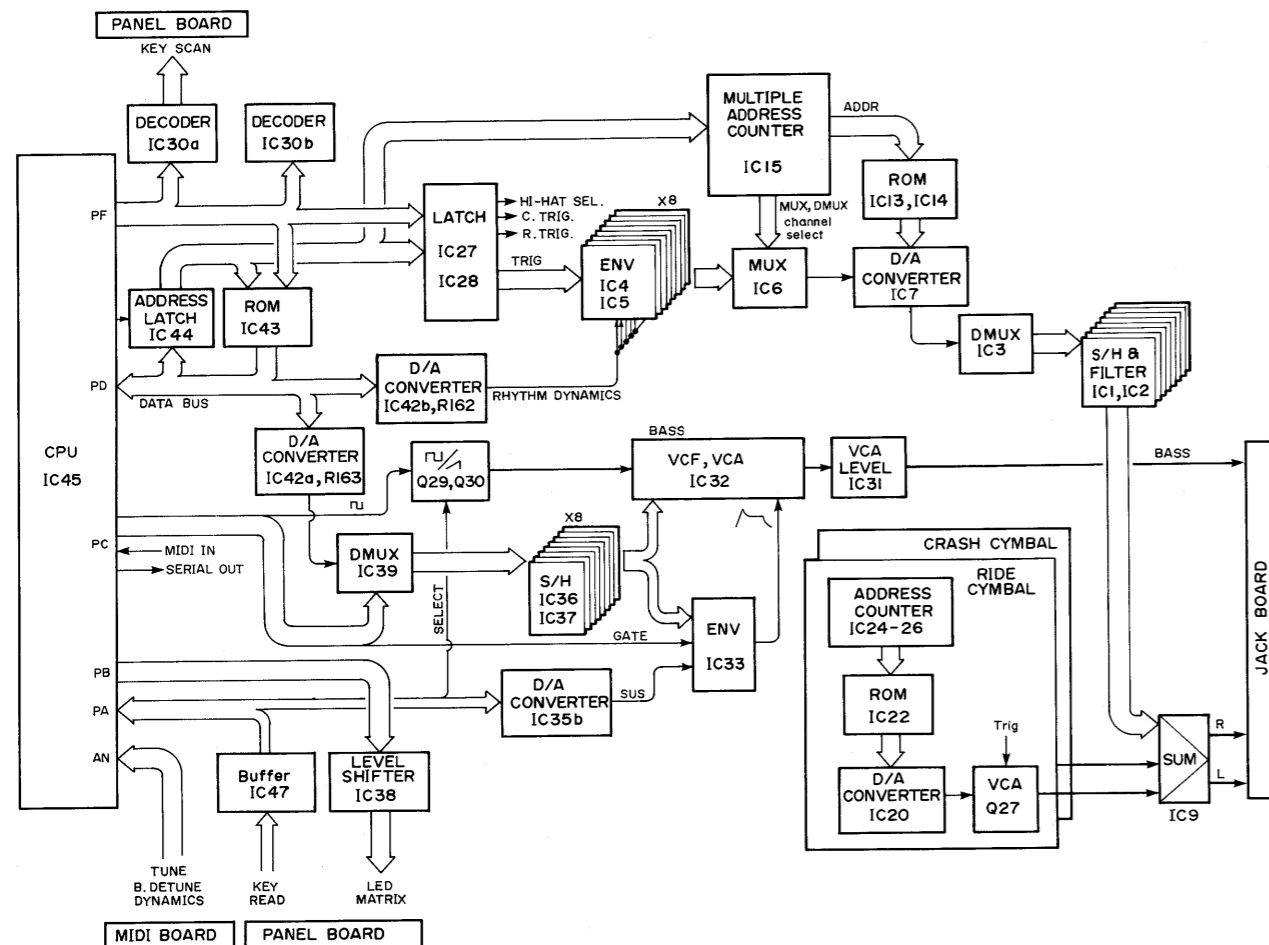 PANEL BOARD
KEY SCAN
DECODER
IC30a
DECODER
IC30b
MULTIPLE
ADDRESS
COUNTER
IC15
ADDR
ROM
IC13, IC14
CPU
IC45
PF
PD
PC
PB
PA
AN
LATCH
IC27
IC28
HI-HAT SEL.
C. TRIG.
R. TRIG.
TRIG
X8
ENV
IC4
IC5
MUX, DMUX
channel
select
MUX
IC6
D/A
CONVERTER
IC7
ADDRESS
LATCH
IC44
ROM
IC43
DMUX
IC3
S/H &
FILTER
IC1, IC2
DATA BUS
D/A
CONVERTER
IC42b, R162
RHYTHM DYNAMICS
D/A
CONVERTER
IC42a, R163
Q29, Q30
BASS
VCF, VCA
IC32
VCA
LEVEL
IC31
BASS
JACK BOARD
MIDI IN
SERIAL OUT
DMUX
IC39
X8
S/H
IC36
IC37
SELECT
GATE
ENV
IC33
SUS
D/A
CONVERTER
IC35b
CRASH CYMBAL
RIDE
CYMBAL
ADDRESS
COUNTER
IC24-26
ROM
IC22
D/A
CONVERTER
IC20
Trig
VCA
Q27
SUM
IC9
R
L
Buffer
IC47
LEVEL
SHIFTER
IC38
TUNE
B. DETUNE
DYNAMICS
KEY
READ
LED
MATRIX
MIDI BOARD
PANEL BOARD